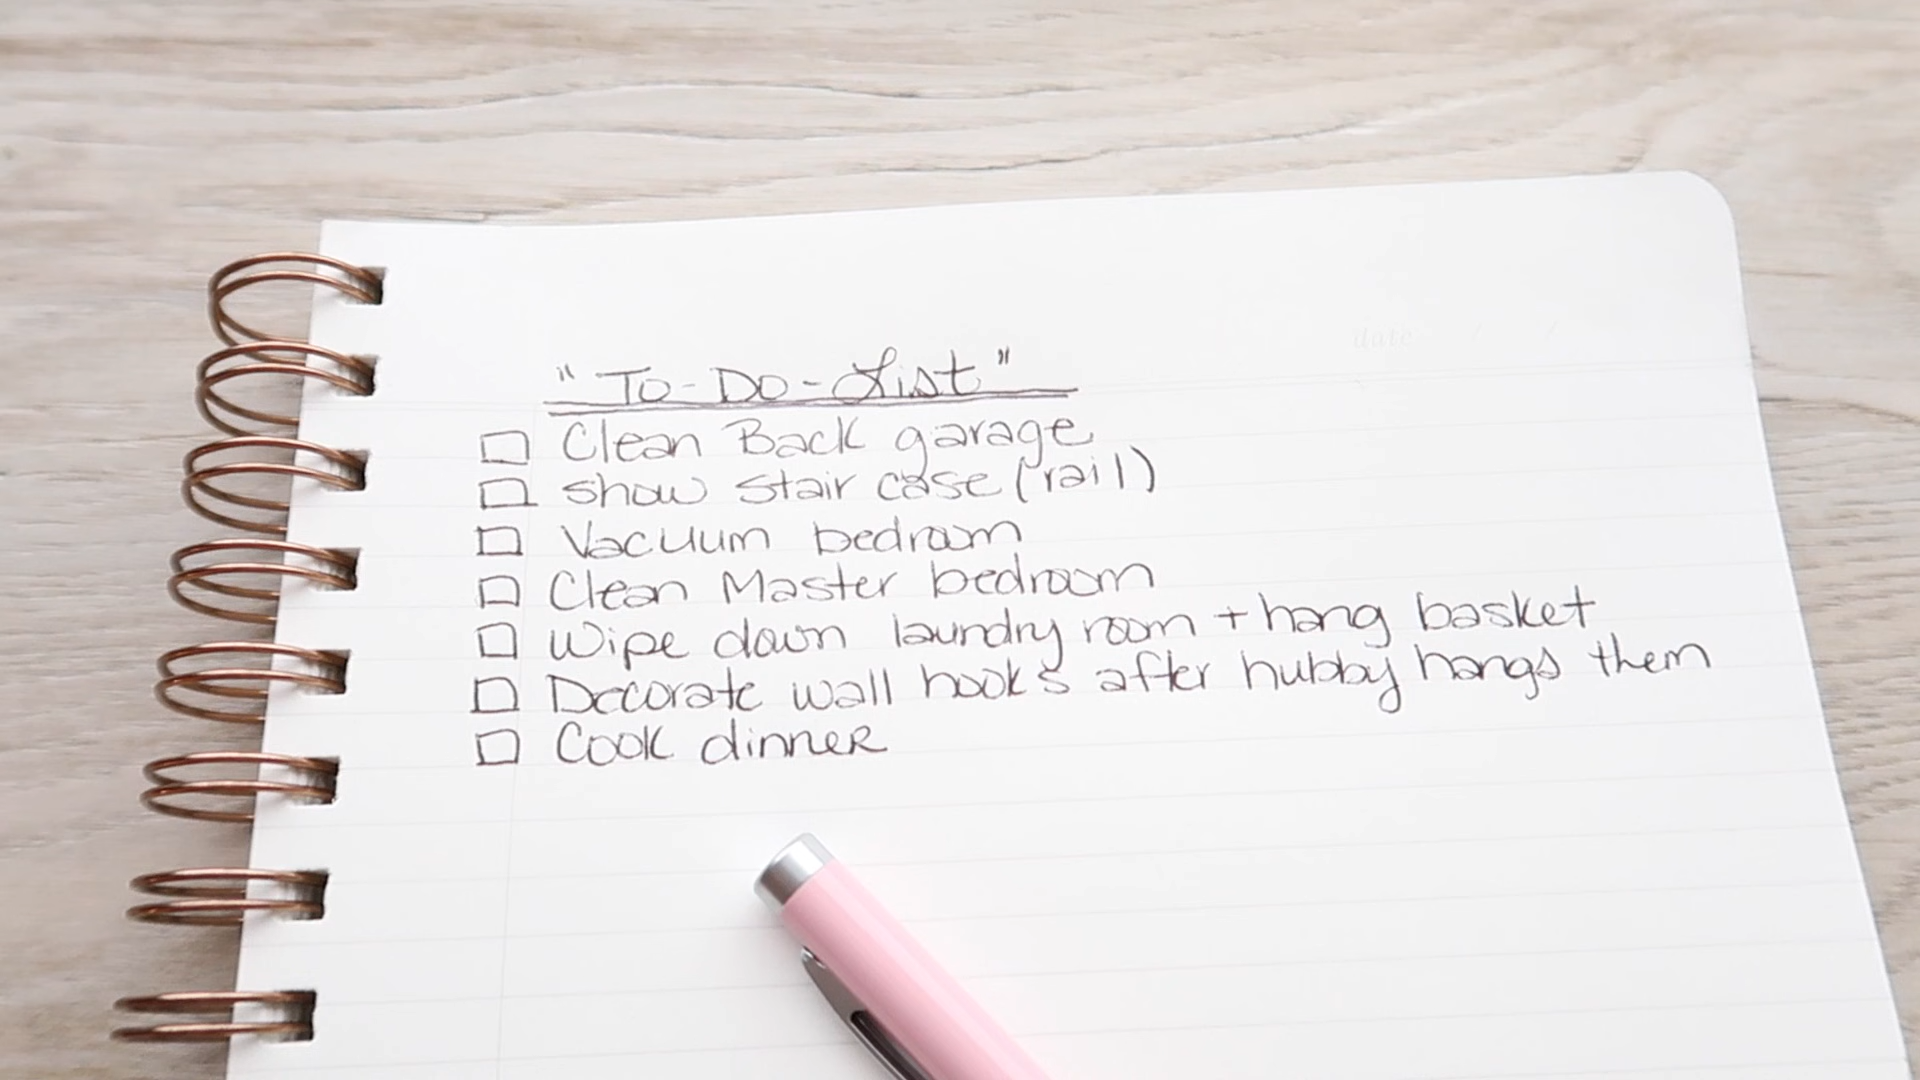 "To-Do-List"
Clean Back garage
show stair case (rail)
Vacuum bedroom
Clean Master bedroom
Wipe down laundry room + hang basket
Decorate wall hooks after hubby hangs them
Cook dinner
date / /